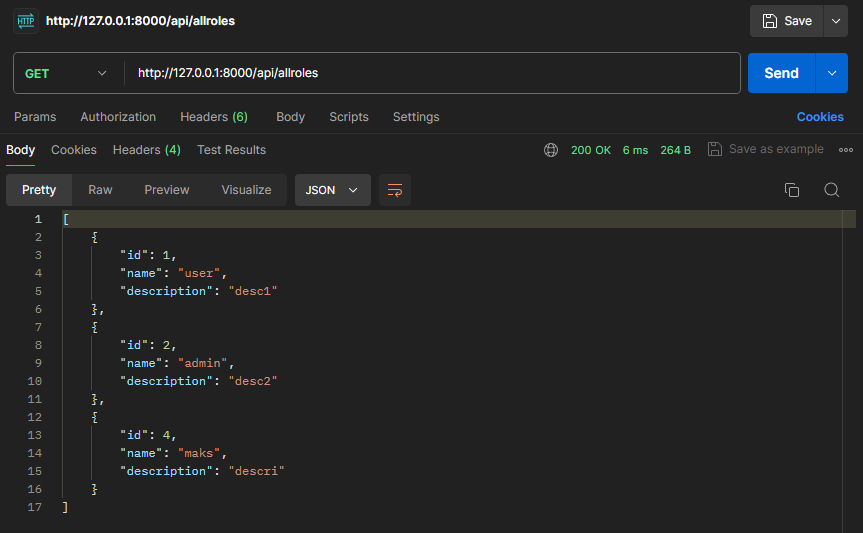 HTTP http://127.0.0.1:8000/api/allroles Save
GET http://127.0.0.1:8000/api/allroles Send
Params Authorization Headers (6) Body Scripts Settings Cookies
Body Cookies Headers (4) Test Results 200 OK 6 ms 264 B Save as example
Pretty Raw Preview Visualize JSON
1 [
2 {
3 "id": 1,
4 "name": "user",
5 "description": "desc1"
6 },
7 {
8 "id": 2,
9 "name": "admin",
10 "description": "desc2"
11 },
12 {
13 "id": 4,
14 "name": "maks",
15 "description": "descri"
16 }
17 ]